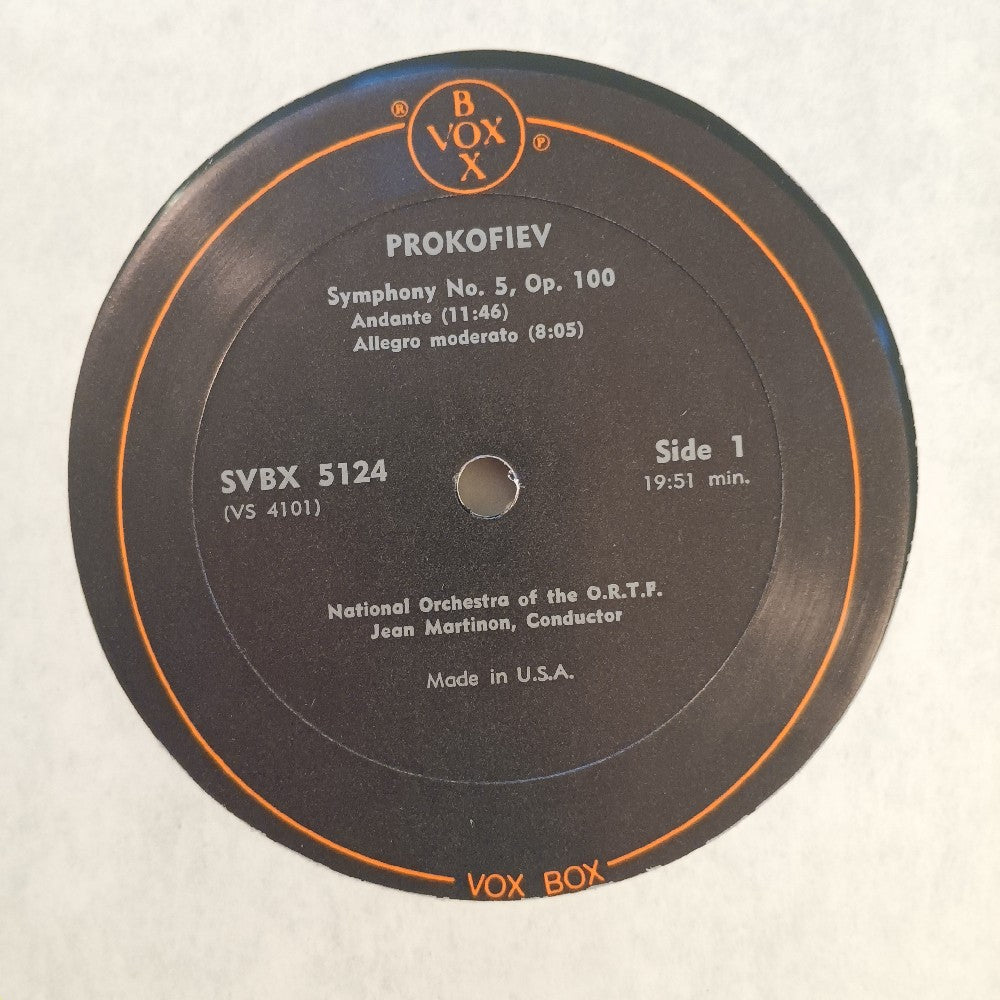 ®
BOX
VOX
℗
PROKOFIEV
Symphony No. 5, Op. 100
Andante (11:46)
Allegro moderato (8:05)
SVBX 5124
(VS 4101)
Side 1
19:51 min.
National Orchestra of the O.R.T.F.
Jean Martinon, Conductor
Made in U.S.A.
VOX BOX